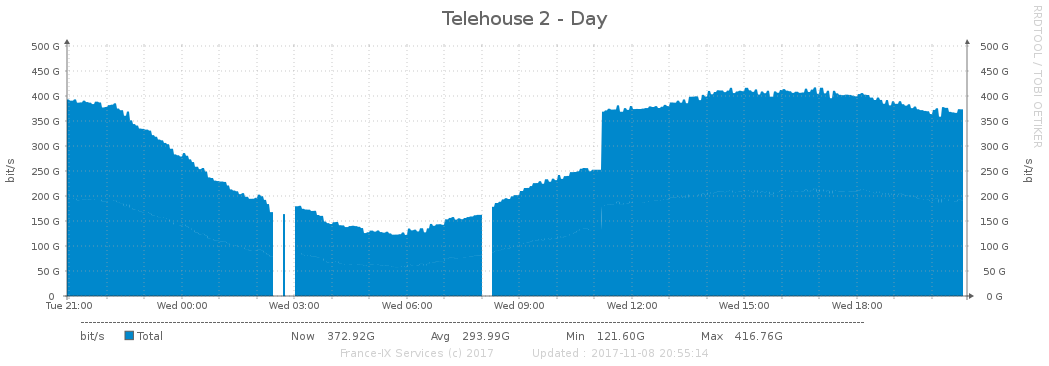 Telehouse 2 - Day
RRDTOOL / TOBI OETIKER
500 G 500 G
450 G 450 G
400 G 400 G
350 G 350 G
300 G 300 G
250 G 250 G
200 G 200 G
150 G 150 G
100 G 100 G
50 G 50 G
0 0 G
bit/s bit/s
Tue 21:00 Wed 00:00 Wed 03:00 Wed 06:00 Wed 09:00 Wed 12:00 Wed 15:00 Wed 18:00
bit/s Total Now 372.92G Avg 293.99G Min 121.60G Max 416.76G
France-IX Services (c) 2017 Updated : 2017-11-08 20:55:14